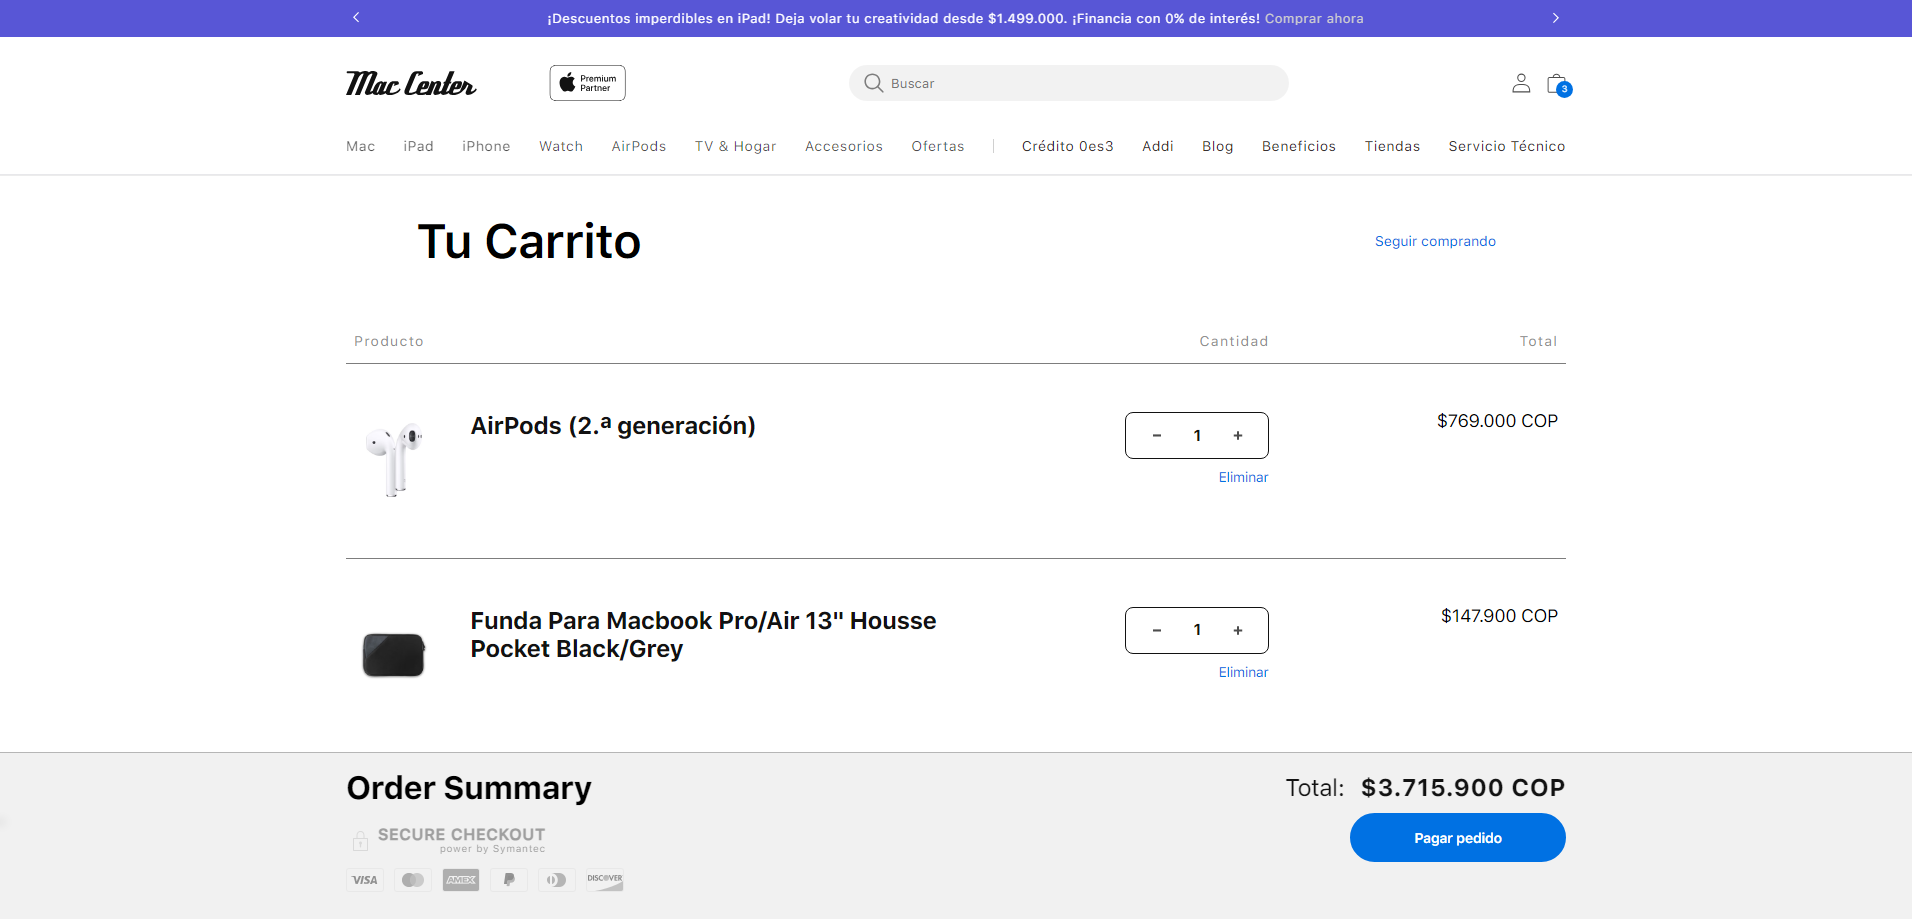 ¡Descuentos imperdibles en iPad! Deja volar tu creatividad desde $1.499.000. ¡Financia con 0% de interés! Comprar ahora
Mac Center
Premium
Partner
Buscar
3
Mac iPad iPhone Watch AirPods TV & Hogar Accesorios Ofertas Crédito 0es3 Addi Blog Beneficios Tiendas Servicio Técnico
Tu Carrito
Seguir comprando
Producto Cantidad Total
AirPods (2.ª generación)
− 1 +
$769.000 COP
Eliminar
Funda Para Macbook Pro/Air 13" Housse
Pocket Black/Grey
− 1 +
$147.900 COP
Eliminar
Order Summary
Total: $3.715.900 COP
SECURE CHECKOUT
power by Symantec
Pagar pedido
VISA
AMEX
DISCOVER